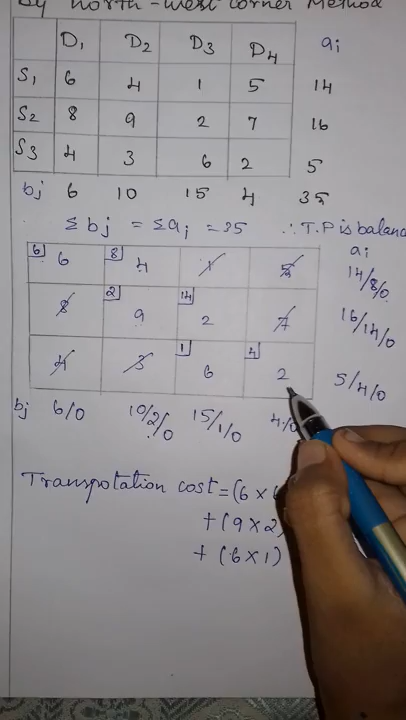 By North-West Corner Method
D1 D2 D3 D4 ai
S1 6 4 1 5 14
S2 8 9 2 7 16
S3 4 3 6 2 5
bj 6 10 15 4 35
Σbj = Σai = 35 ∴ T.P is balan
ai
6 6 8 4 1 5 14/8/0
8 2 9 14 2 7 16/14/0
4 3 1 6 4 2 5/4/0
bj 6/0 10/2/0 15/1/0 4/0
Transpotation cost = (6×
+ (9×2)
+ (6×1)